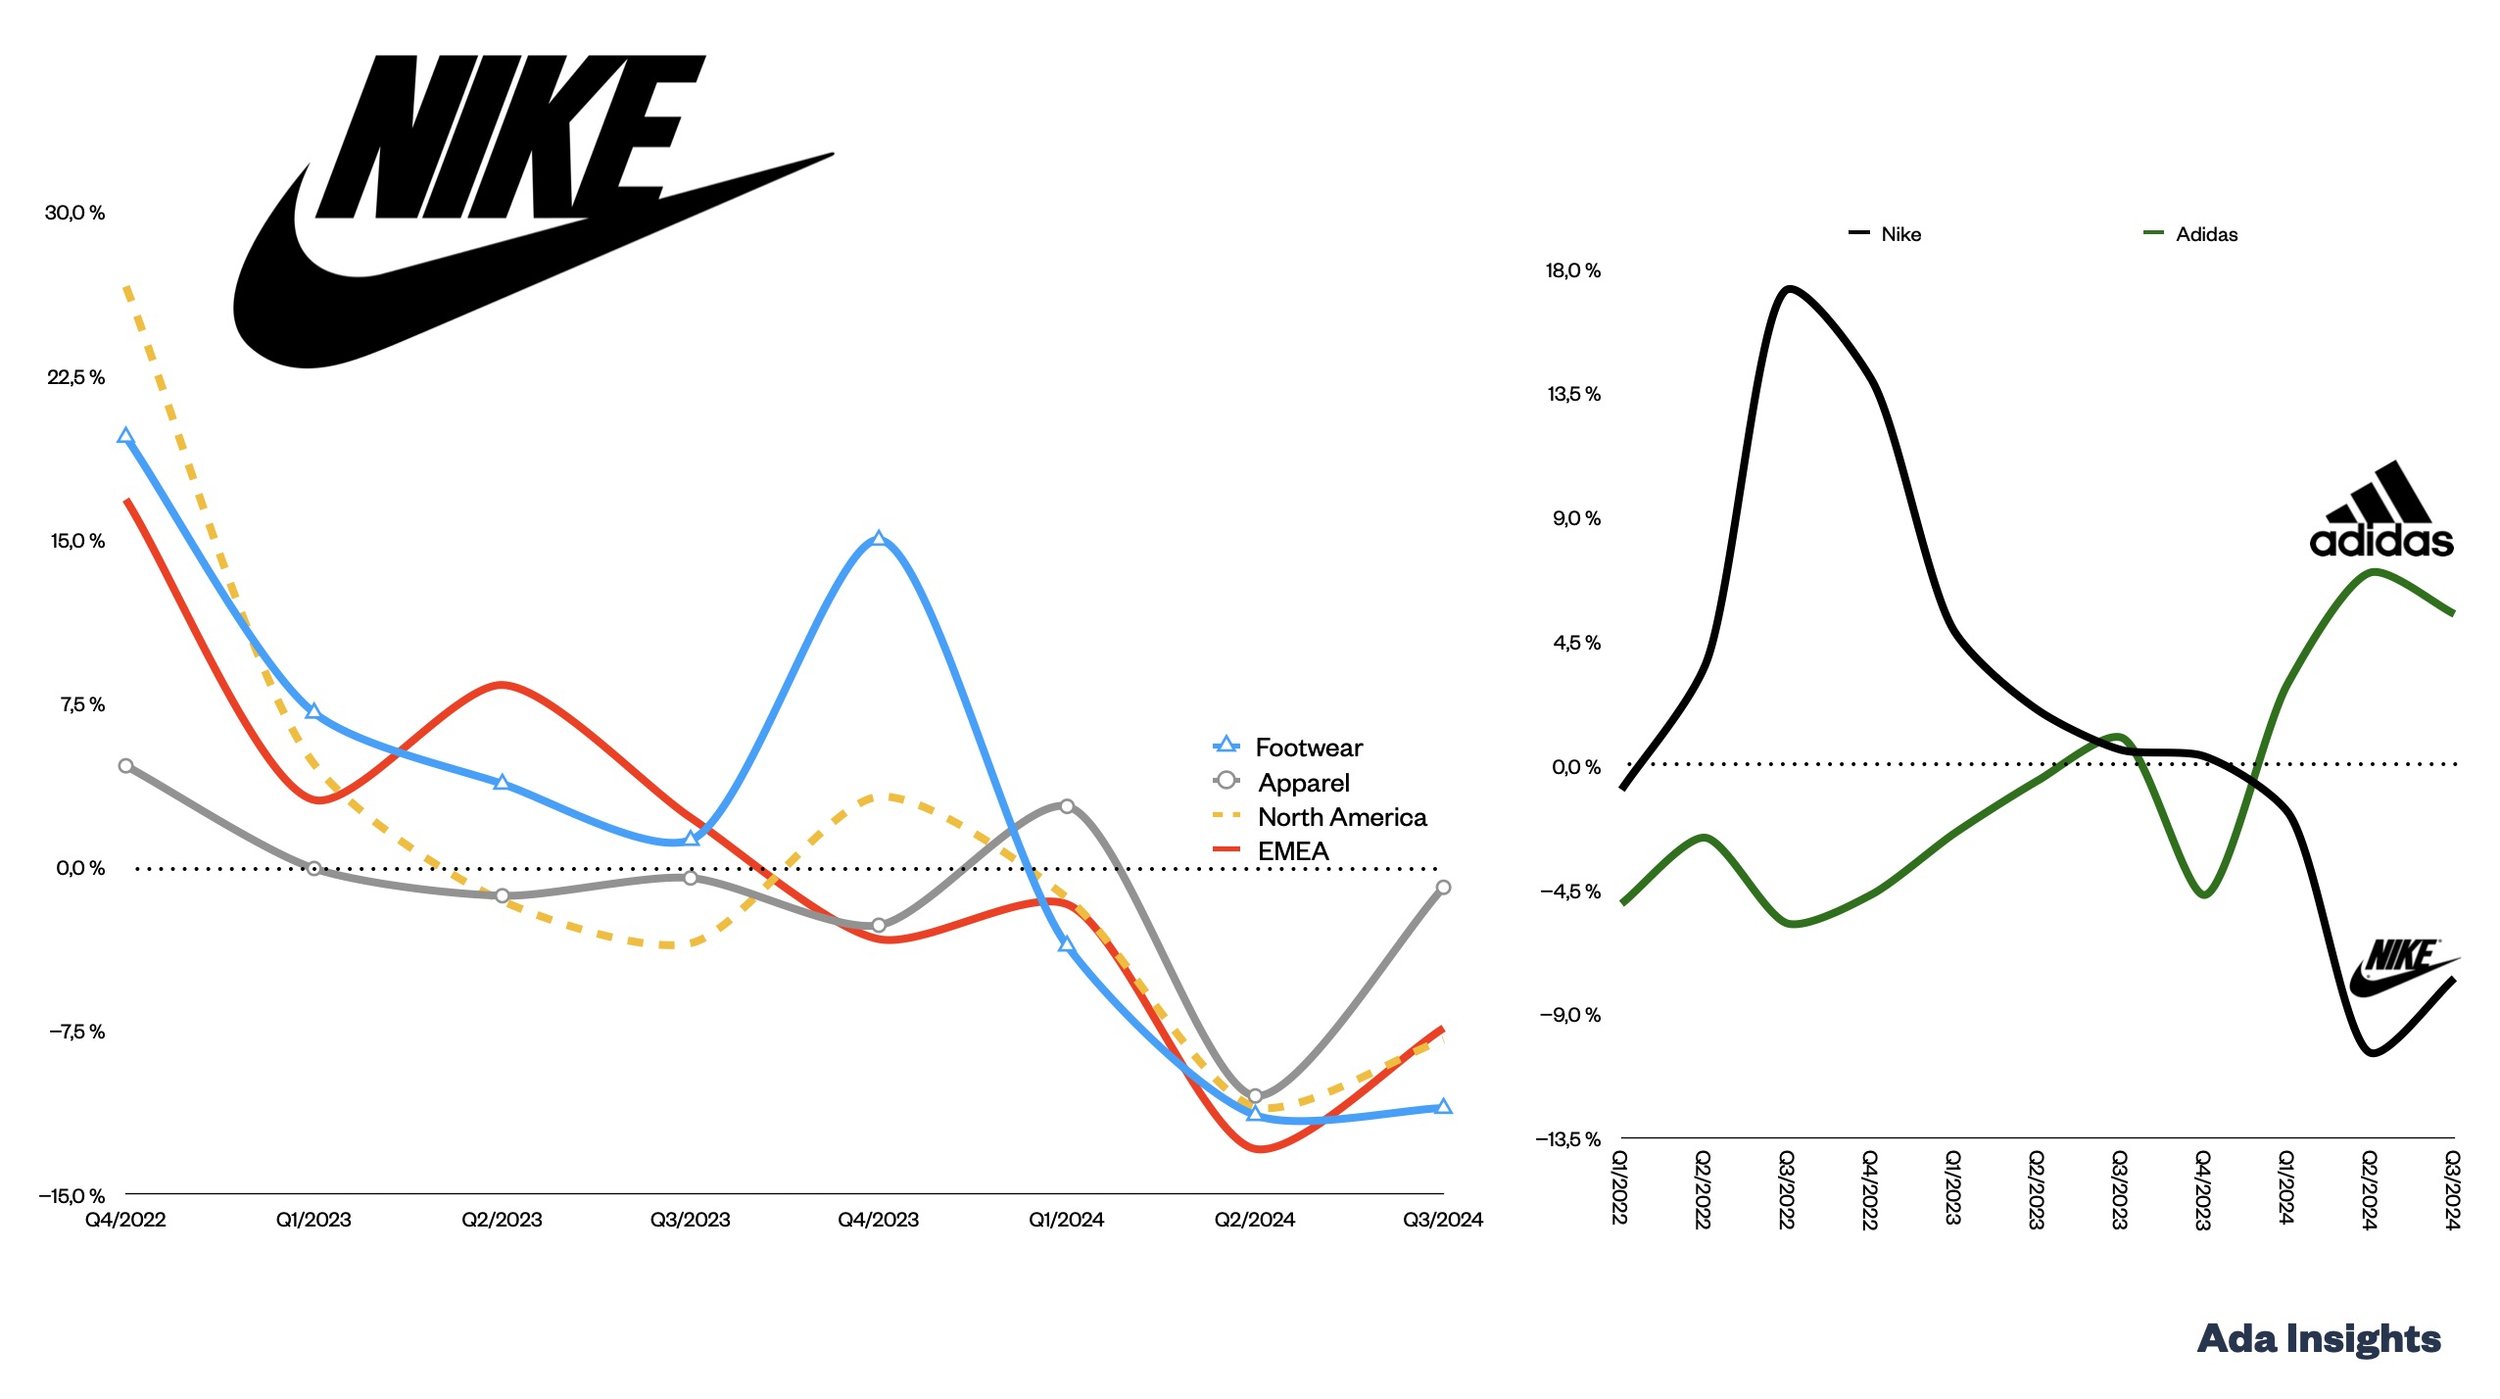 NIKE
30,0 %
22,5 %
15,0 %
7,5 %
0,0 %
−7,5 %
−15,0 %
Q4/2022 Q1/2023 Q2/2023 Q3/2023 Q4/2023 Q1/2024 Q2/2024 Q3/2024
Footwear
Apparel
North America
EMEA
Nike Adidas
18,0 %
13,5 %
9,0 %
4,5 %
0,0 %
−4,5 %
−9,0 %
−13,5 %
adidas
NIKE
Q1/2022 Q2/2022 Q3/2022 Q4/2022 Q1/2023 Q2/2023 Q3/2023 Q4/2023 Q1/2024 Q2/2024 Q3/2024
Ada Insights